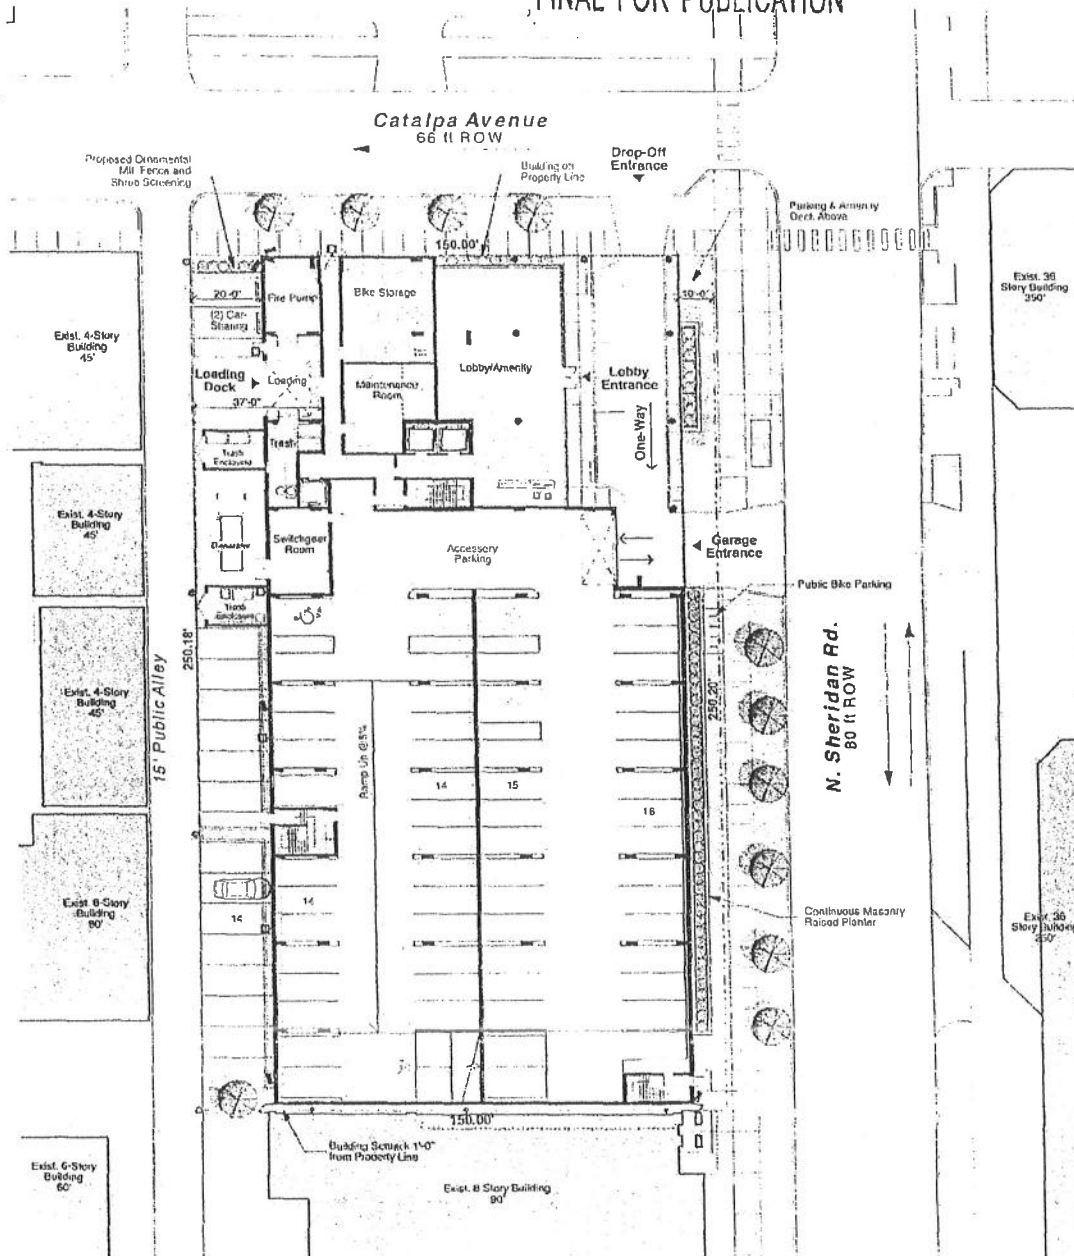 FINAL FOR PUBLICATION
Catalpa Avenue
66 ft ROW
Proposed Ornamental
Mtl. Fence and
Shrub Screening
Building on
Property Line
Drop-Off
Entrance
Parking & Amenity
Deck Above
150.00'
20'-0"
Fire Pump
Bike Storage
10'-0"
Exist. 36
Story Building
350'
(2) Car-
Sharing
Exist. 4-Story
Building
45'
Loading
Dock
Loading
37'-0"
Maintenance
Room
Lobby/Amenity
Lobby
Entrance
One-Way
Trash
Trash
Enclosure
Exist. 4-Story
Building
45'
Generator
Switchgear
Room
Accessory
Parking
Garage
Entrance
Public Bike Parking
Trash
Enclosure
250.18'
15' Public Alley
Exist. 4-Story
Building
45'
250.20'
N. Sheridan Rd.
80 ft ROW
Ramp Up @5%
14
15
16
Exist. 8-Story
Building
14
Continuous Masonry
Raised Planter
Exist. 36
Story Building
150.00'
Building Setback 1'-0"
from Property Line
Exist. 6-Story
Building
60'
Exist. 8 Story Building
90'